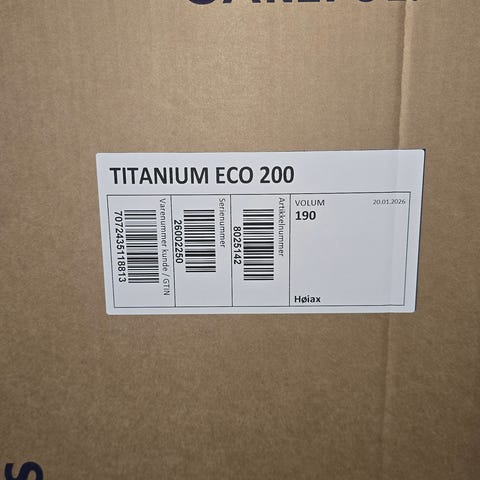 TITANIUM ECO 200
Varenummer kunde / GTIN
7072435118813
Serienummer
26002250
Artikkelnummer
8025142
VOLUM
190
20.01.2026
Høiax